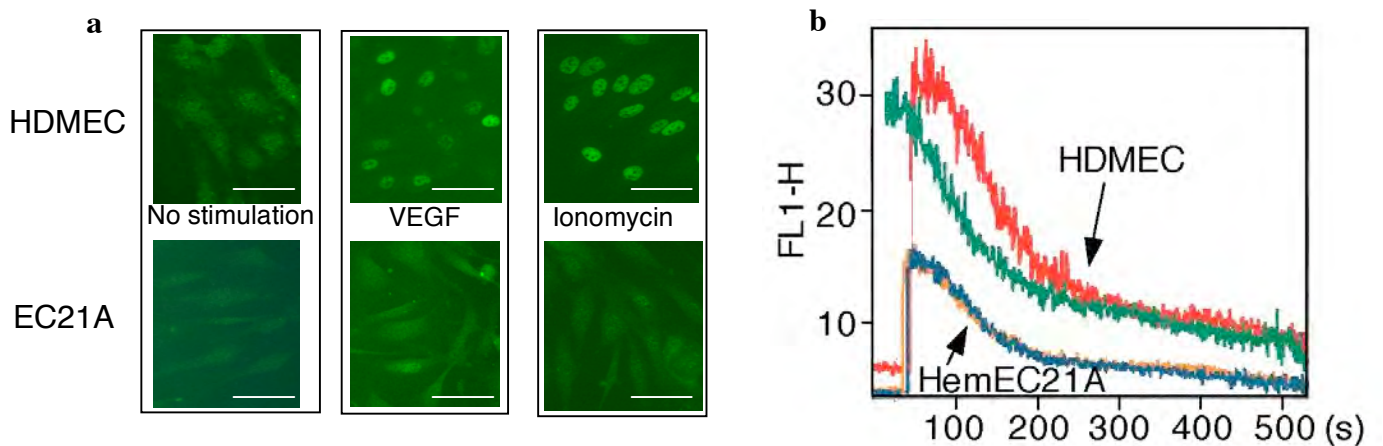 a
HDMEC
No stimulation VEGF Ionomycin
EC21A
b
FL1-H
30
20
10
HDMEC
HemEC21A
100 200 300 400 500 (s)